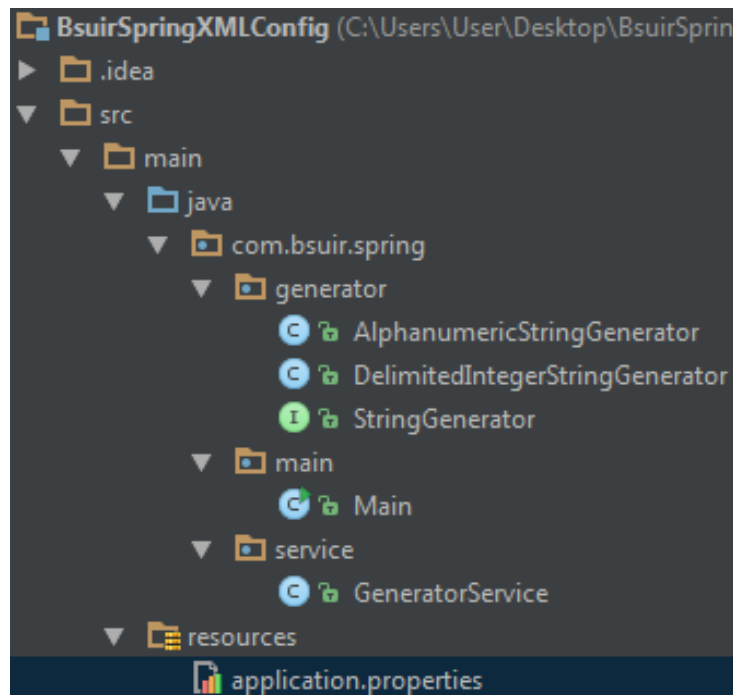 BsuirSpringXMLConfig (C:\Users\User\Desktop\BsuirSprin
.idea
src
main
java
com.bsuir.spring
generator
AlphanumericStringGenerator
DelimitedIntegerStringGenerator
StringGenerator
main
Main
service
GeneratorService
resources
application.properties